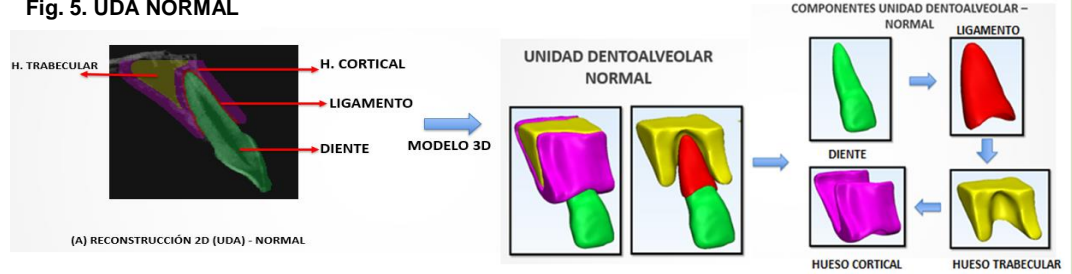 Fig. 5. UDA NORMAL
H. TRABECULAR
H. CORTICAL
LIGAMENTO
DIENTE
(A) RECONSTRUCCIÓN 2D (UDA) - NORMAL
MODELO 3D
UNIDAD DENTOALVEOLAR
NORMAL
COMPONENTES UNIDAD DENTOALVEOLAR –
NORMAL
LIGAMENTO
DIENTE
HUESO CORTICAL
HUESO TRABECULAR